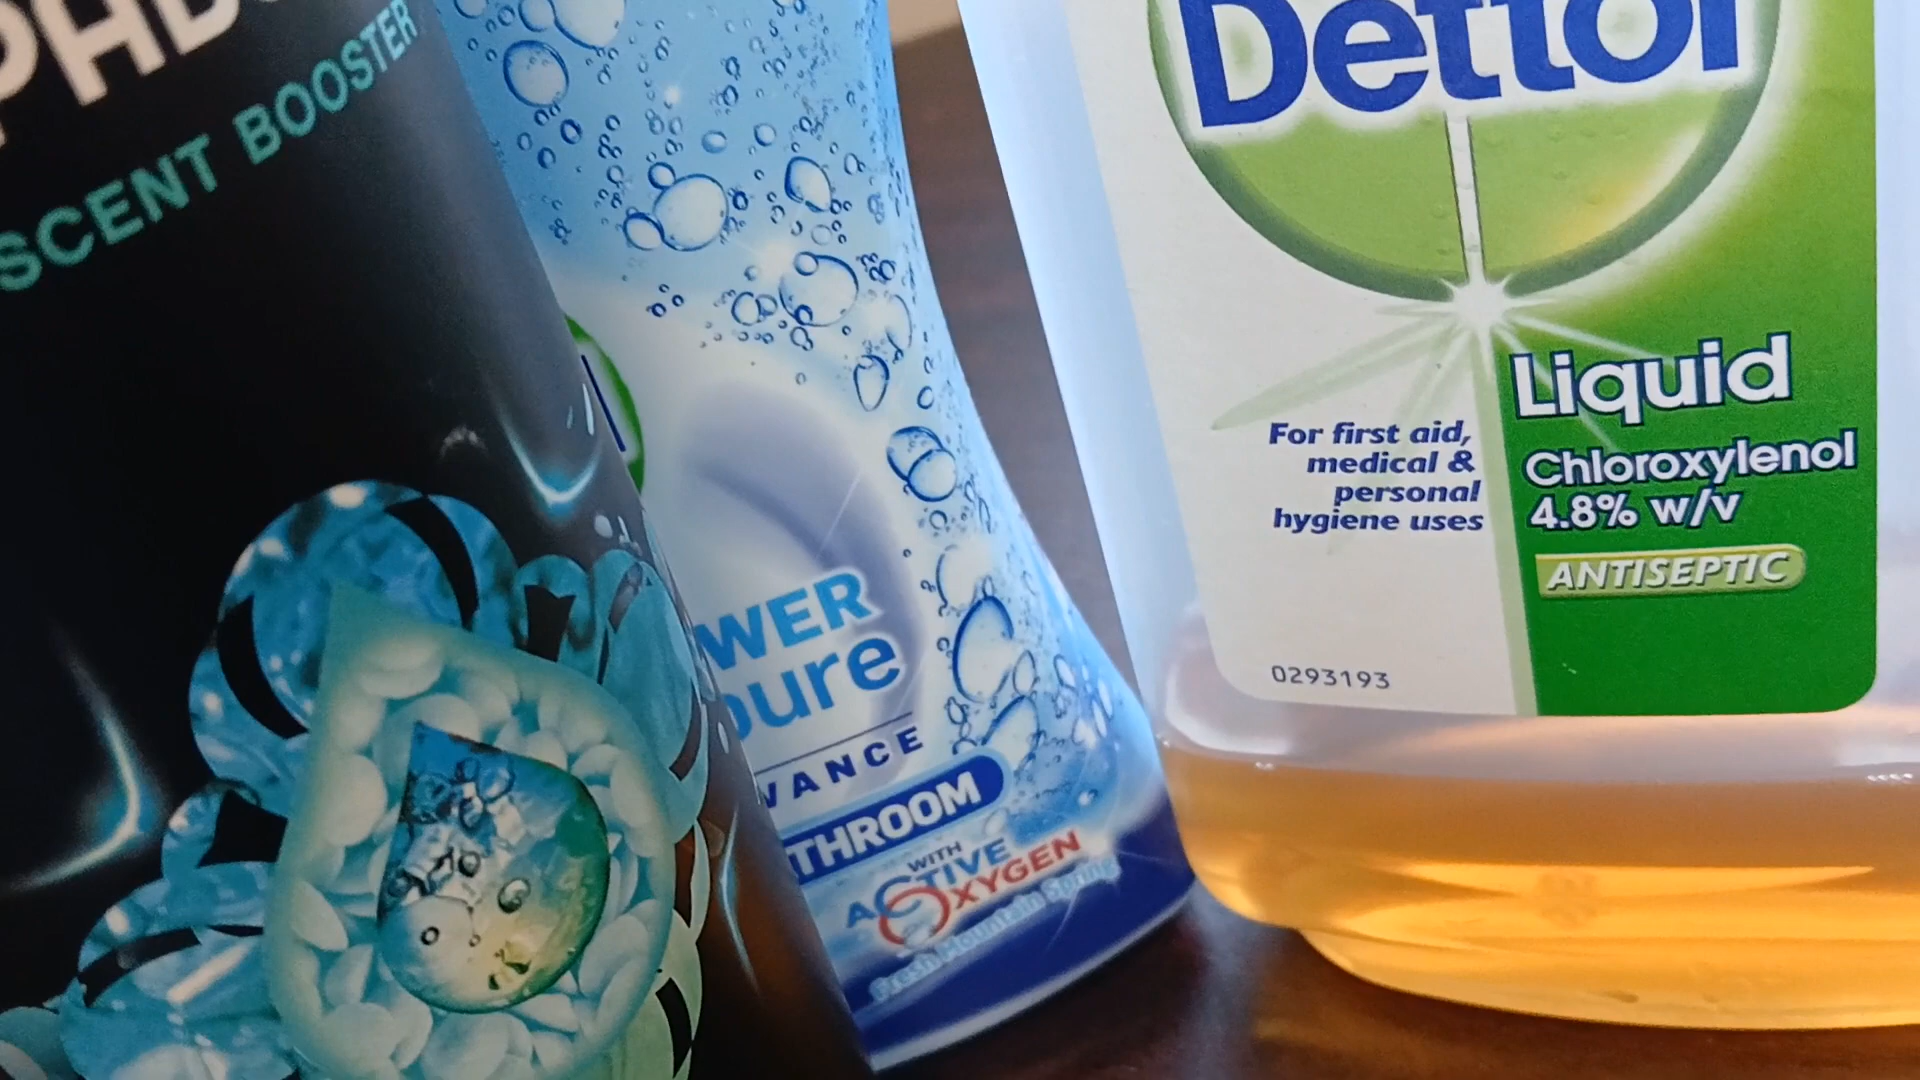 SCENT BOOSTER
WER
pure
VANCE
THROOM
WITH
ACTIVE
OXYGEN
Fresh Mountain Spring
Dettol
For first aid,
medical &
personal
hygiene uses
0293193
Liquid
Chloroxylenol
4.8% w/v
ANTISEPTIC